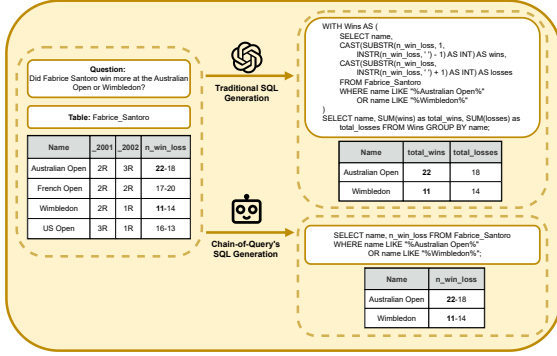 Question:
Did Fabrice Santoro win more at the Australian
Open or Wimbledon?
Table: Fabrice_Santoro
Name _2001 _2002 n_win_loss
Australian Open 2R 3R 22-18
French Open 2R 2R 17-20
Wimbledon 2R 1R 11-14
US Open 3R 1R 16-13
Traditional SQL
Generation
Chain-of-Query's
SQL Generation
WITH Wins AS (
SELECT name,
CAST(SUBSTR(n_win_loss, 1,
INSTR(n_win_loss, ' ') - 1) AS INT) AS wins,
CAST(SUBSTR(n_win_loss,
INSTR(n_win_loss, ' ') + 1) AS INT) AS losses
FROM Fabrice_Santoro
WHERE name LIKE "%Australian Open%"
OR name LIKE "%Wimbledon%"
)
SELECT name, SUM(wins) as total_wins, SUM(losses) as
total_losses FROM Wins GROUP BY name;
Name total_wins total_losses
Australian Open 22 18
Wimbledon 11 14
SELECT name, n_win_loss FROM Fabrice_Santoro
WHERE name LIKE "%Australian Open%"
OR name LIKE "%Wimbledon%";
Name n_win_loss
Australian Open 22-18
Wimbledon 11-14